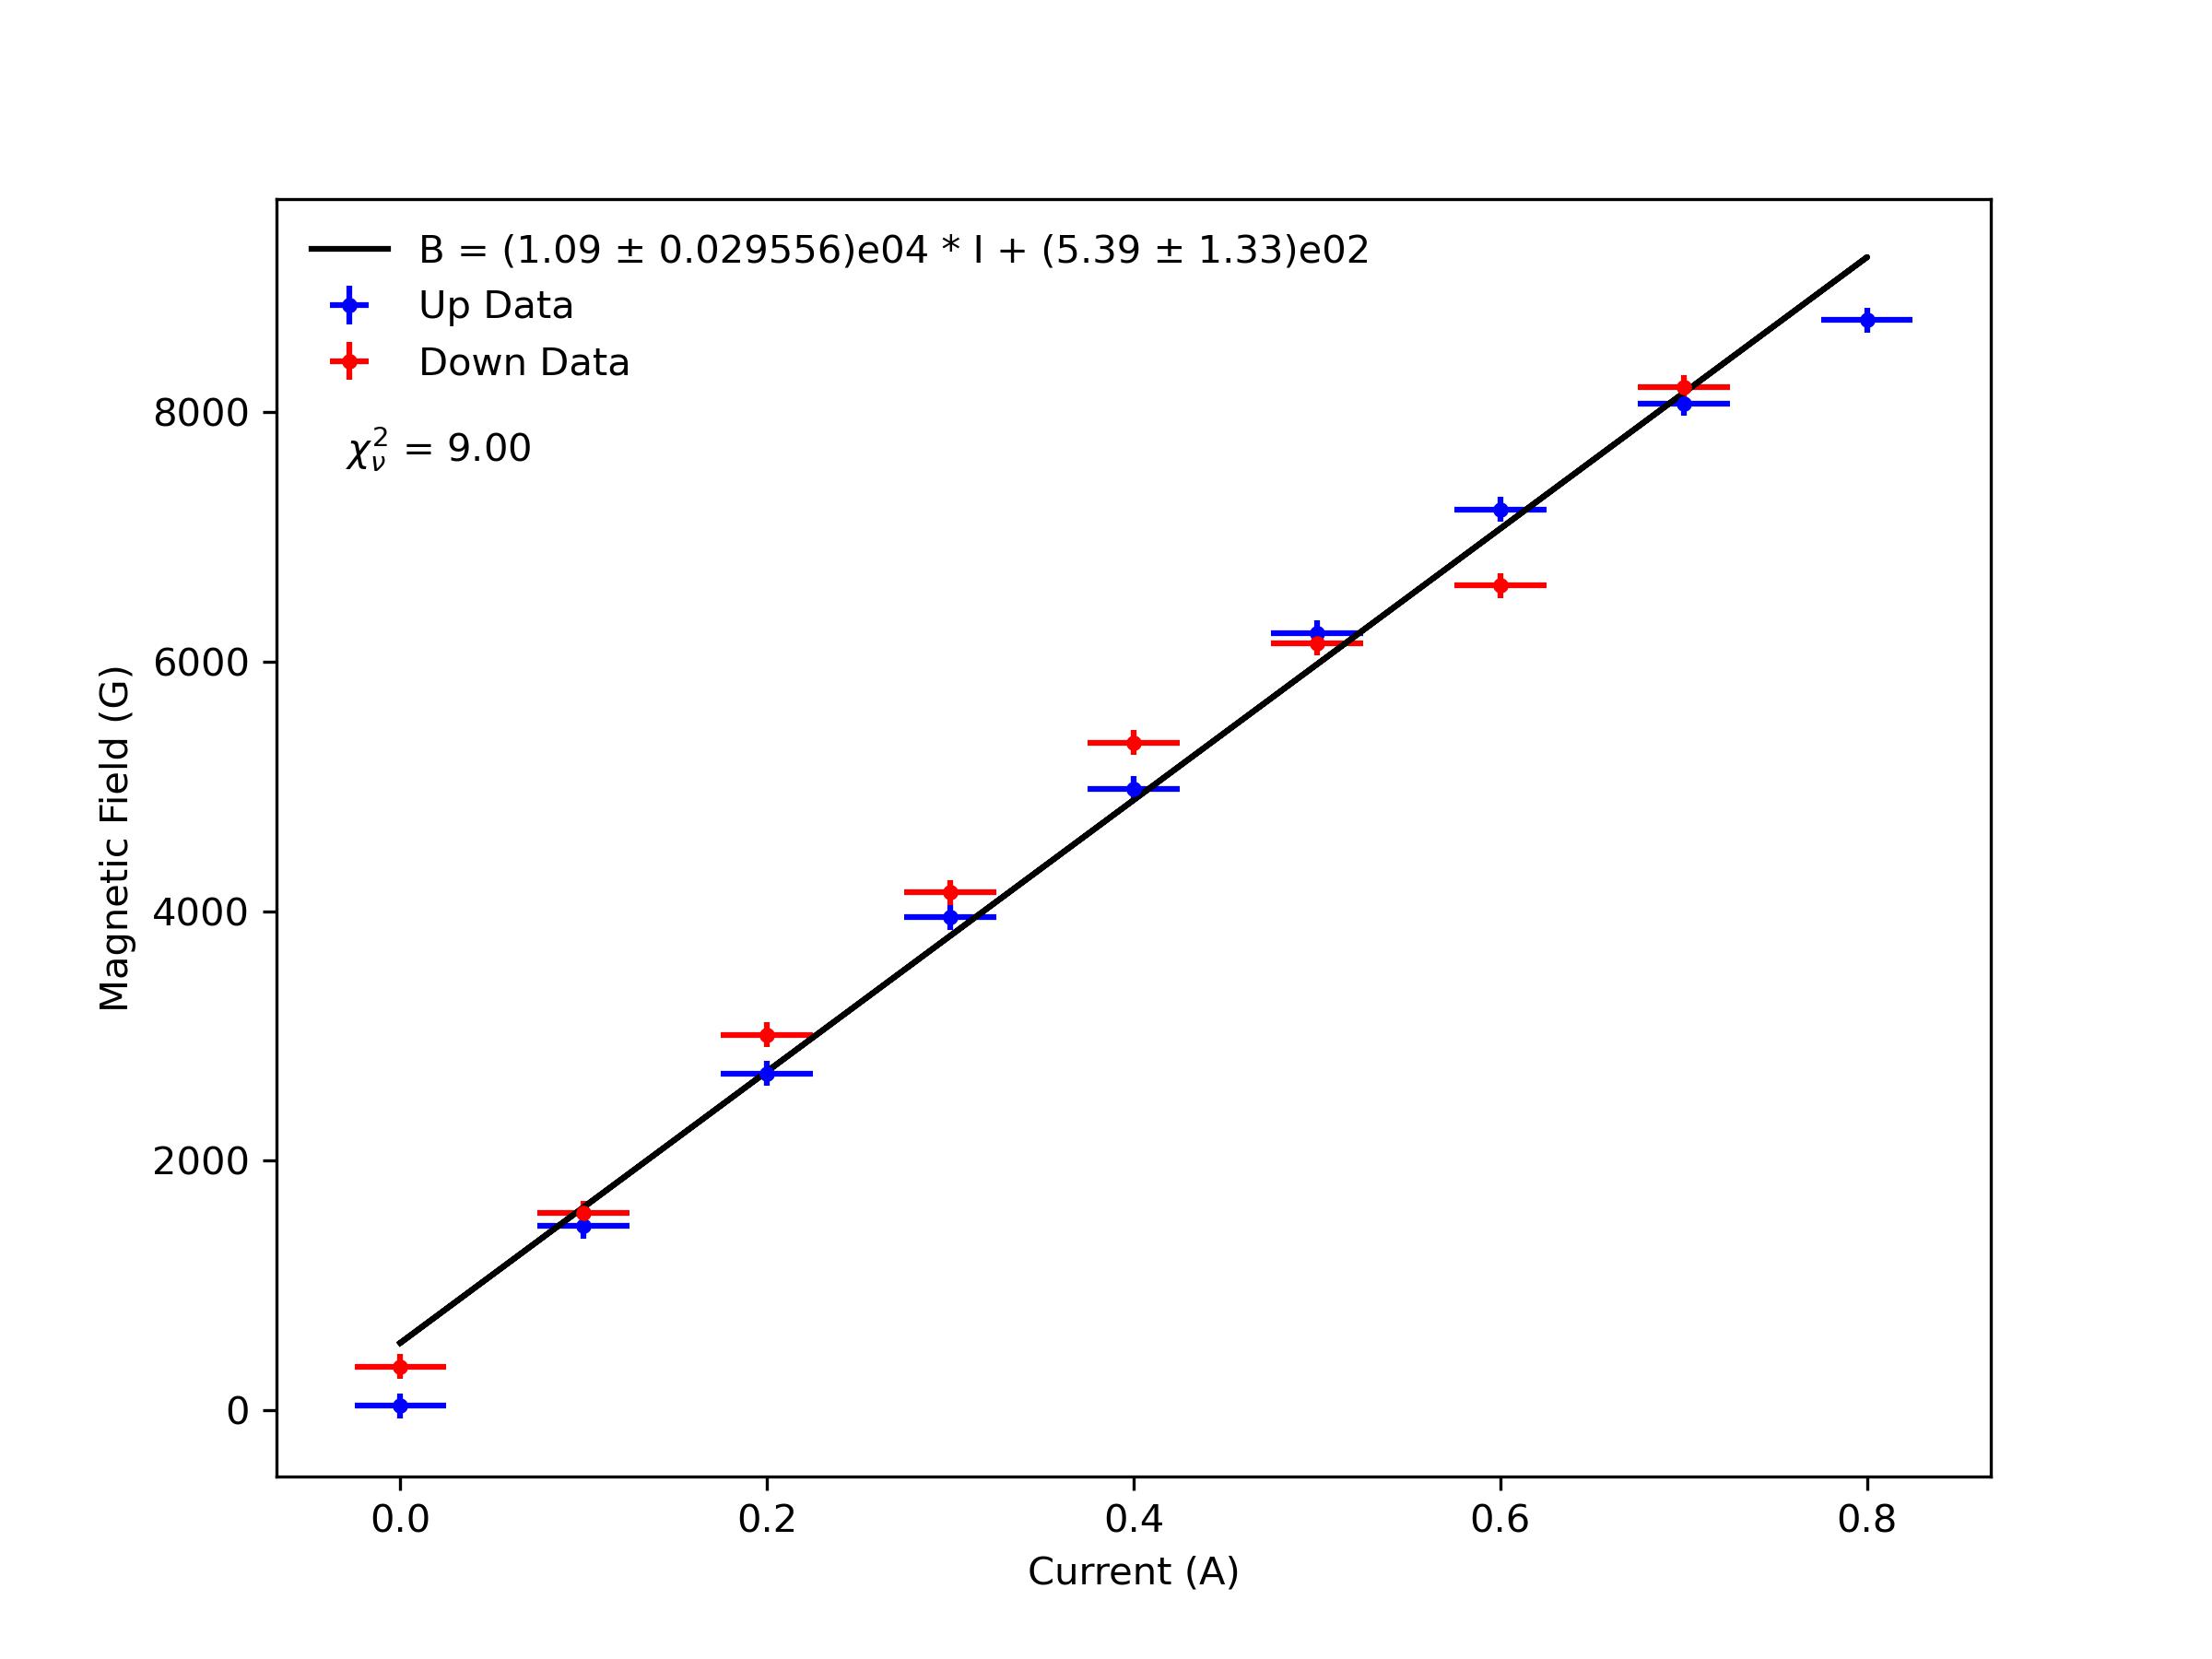 B = (1.09 ± 0.029556)e04 * I + (5.39 ± 1.33)e02
Up Data
Down Data
χ²ᵥ = 9.00
8000
6000
4000
2000
0
Magnetic Field (G)
0.0 0.2 0.4 0.6 0.8
Current (A)